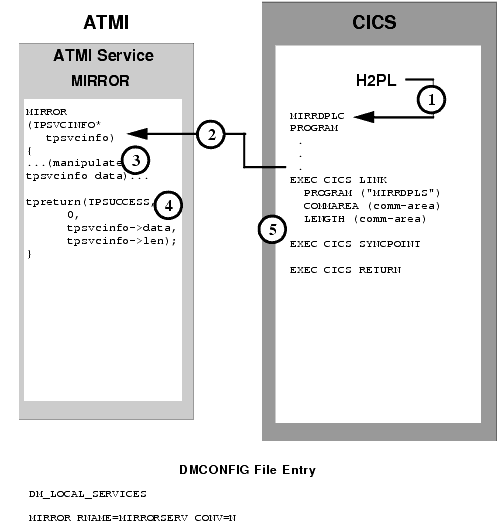 ATMI
ATMI Service
MIRROR
MIRROR
(TPSVCINFO*
tpsvcinfo)
{
...(manipulate
tpsvcinfo data)...
tpreturn(TPSUCCESS,
0,
tpsvcinfo->data,
tpsvcinfo->len);
}
3
4
2
CICS
H2PL
1
MIRRDPLC
PROGRAM
.
.
.
EXEC CICS LINK
PROGRAM ("MIRRDPLS")
COMMAREA (comm-area)
LENGTH (comm-area)
5
EXEC CICS SYNCPOINT
EXEC CICS RETURN
DMCONFIG File Entry
DM_LOCAL_SERVICES
MIRROR RNAME=MIRRORSERV CONV=N